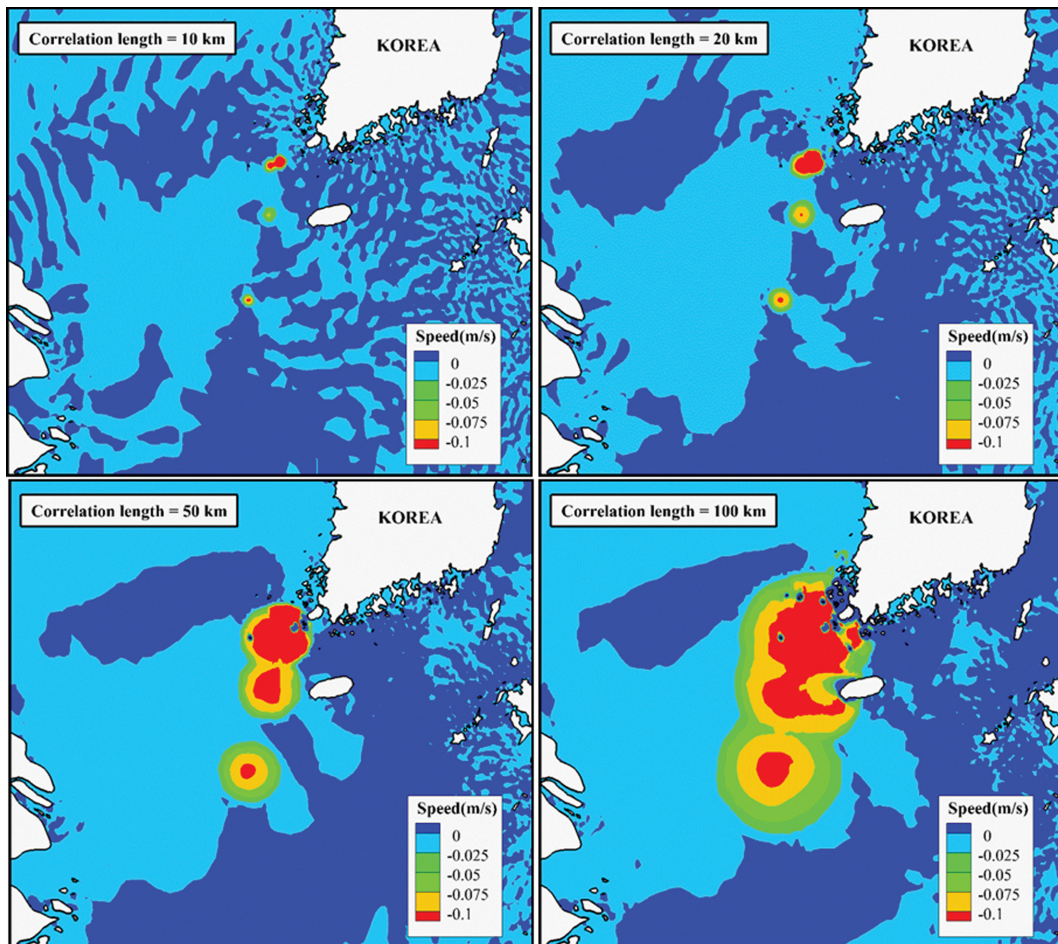 Correlation length = 10 km
KOREA
Speed(m/s)
0
-0.025
-0.05
-0.075
-0.1
Correlation length = 20 km
KOREA
Speed(m/s)
0
-0.025
-0.05
-0.075
-0.1
Correlation length = 50 km
KOREA
Speed(m/s)
0
-0.025
-0.05
-0.075
-0.1
Correlation length = 100 km
KOREA
Speed(m/s)
0
-0.025
-0.05
-0.075
-0.1